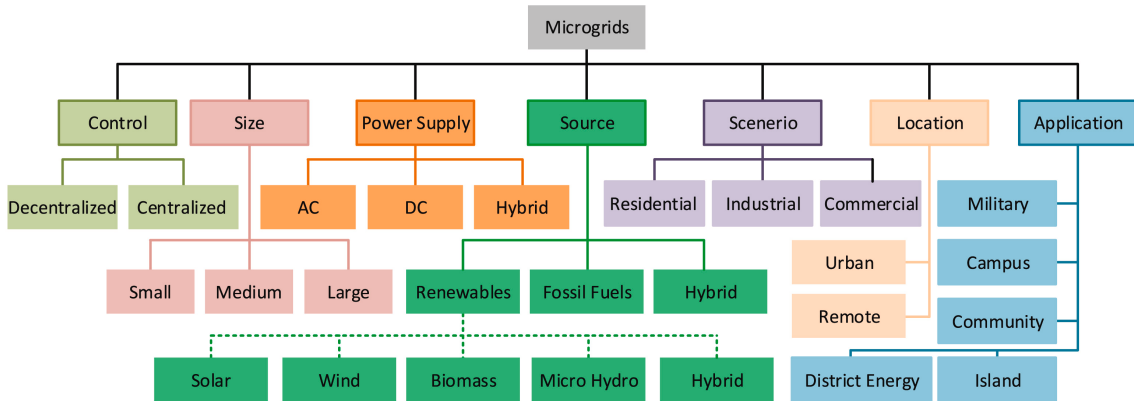 Microgrids
Control
Size
Power Supply
Source
Scenerio
Location
Application
Decentralized
Centralized
AC
DC
Hybrid
Residential
Industrial
Commercial
Military
Small
Medium
Large
Renewables
Fossil Fuels
Hybrid
Urban
Campus
Remote
Community
Solar
Wind
Biomass
Micro Hydro
Hybrid
District Energy
Island